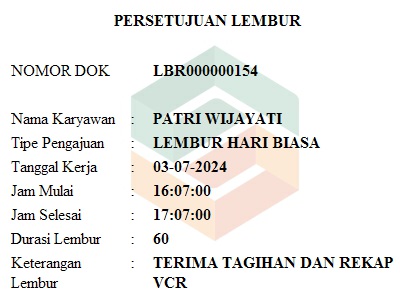 PERSETUJUAN LEMBUR
NOMOR DOK LBR000000154
Nama Karyawan : PATRI WIJAYATI
Tipe Pengajuan : LEMBUR HARI BIASA
Tanggal Kerja : 03-07-2024
Jam Mulai : 16:07:00
Jam Selesai : 17:07:00
Durasi Lembur : 60
Keterangan : TERIMA TAGIHAN DAN REKAP
Lembur VCR